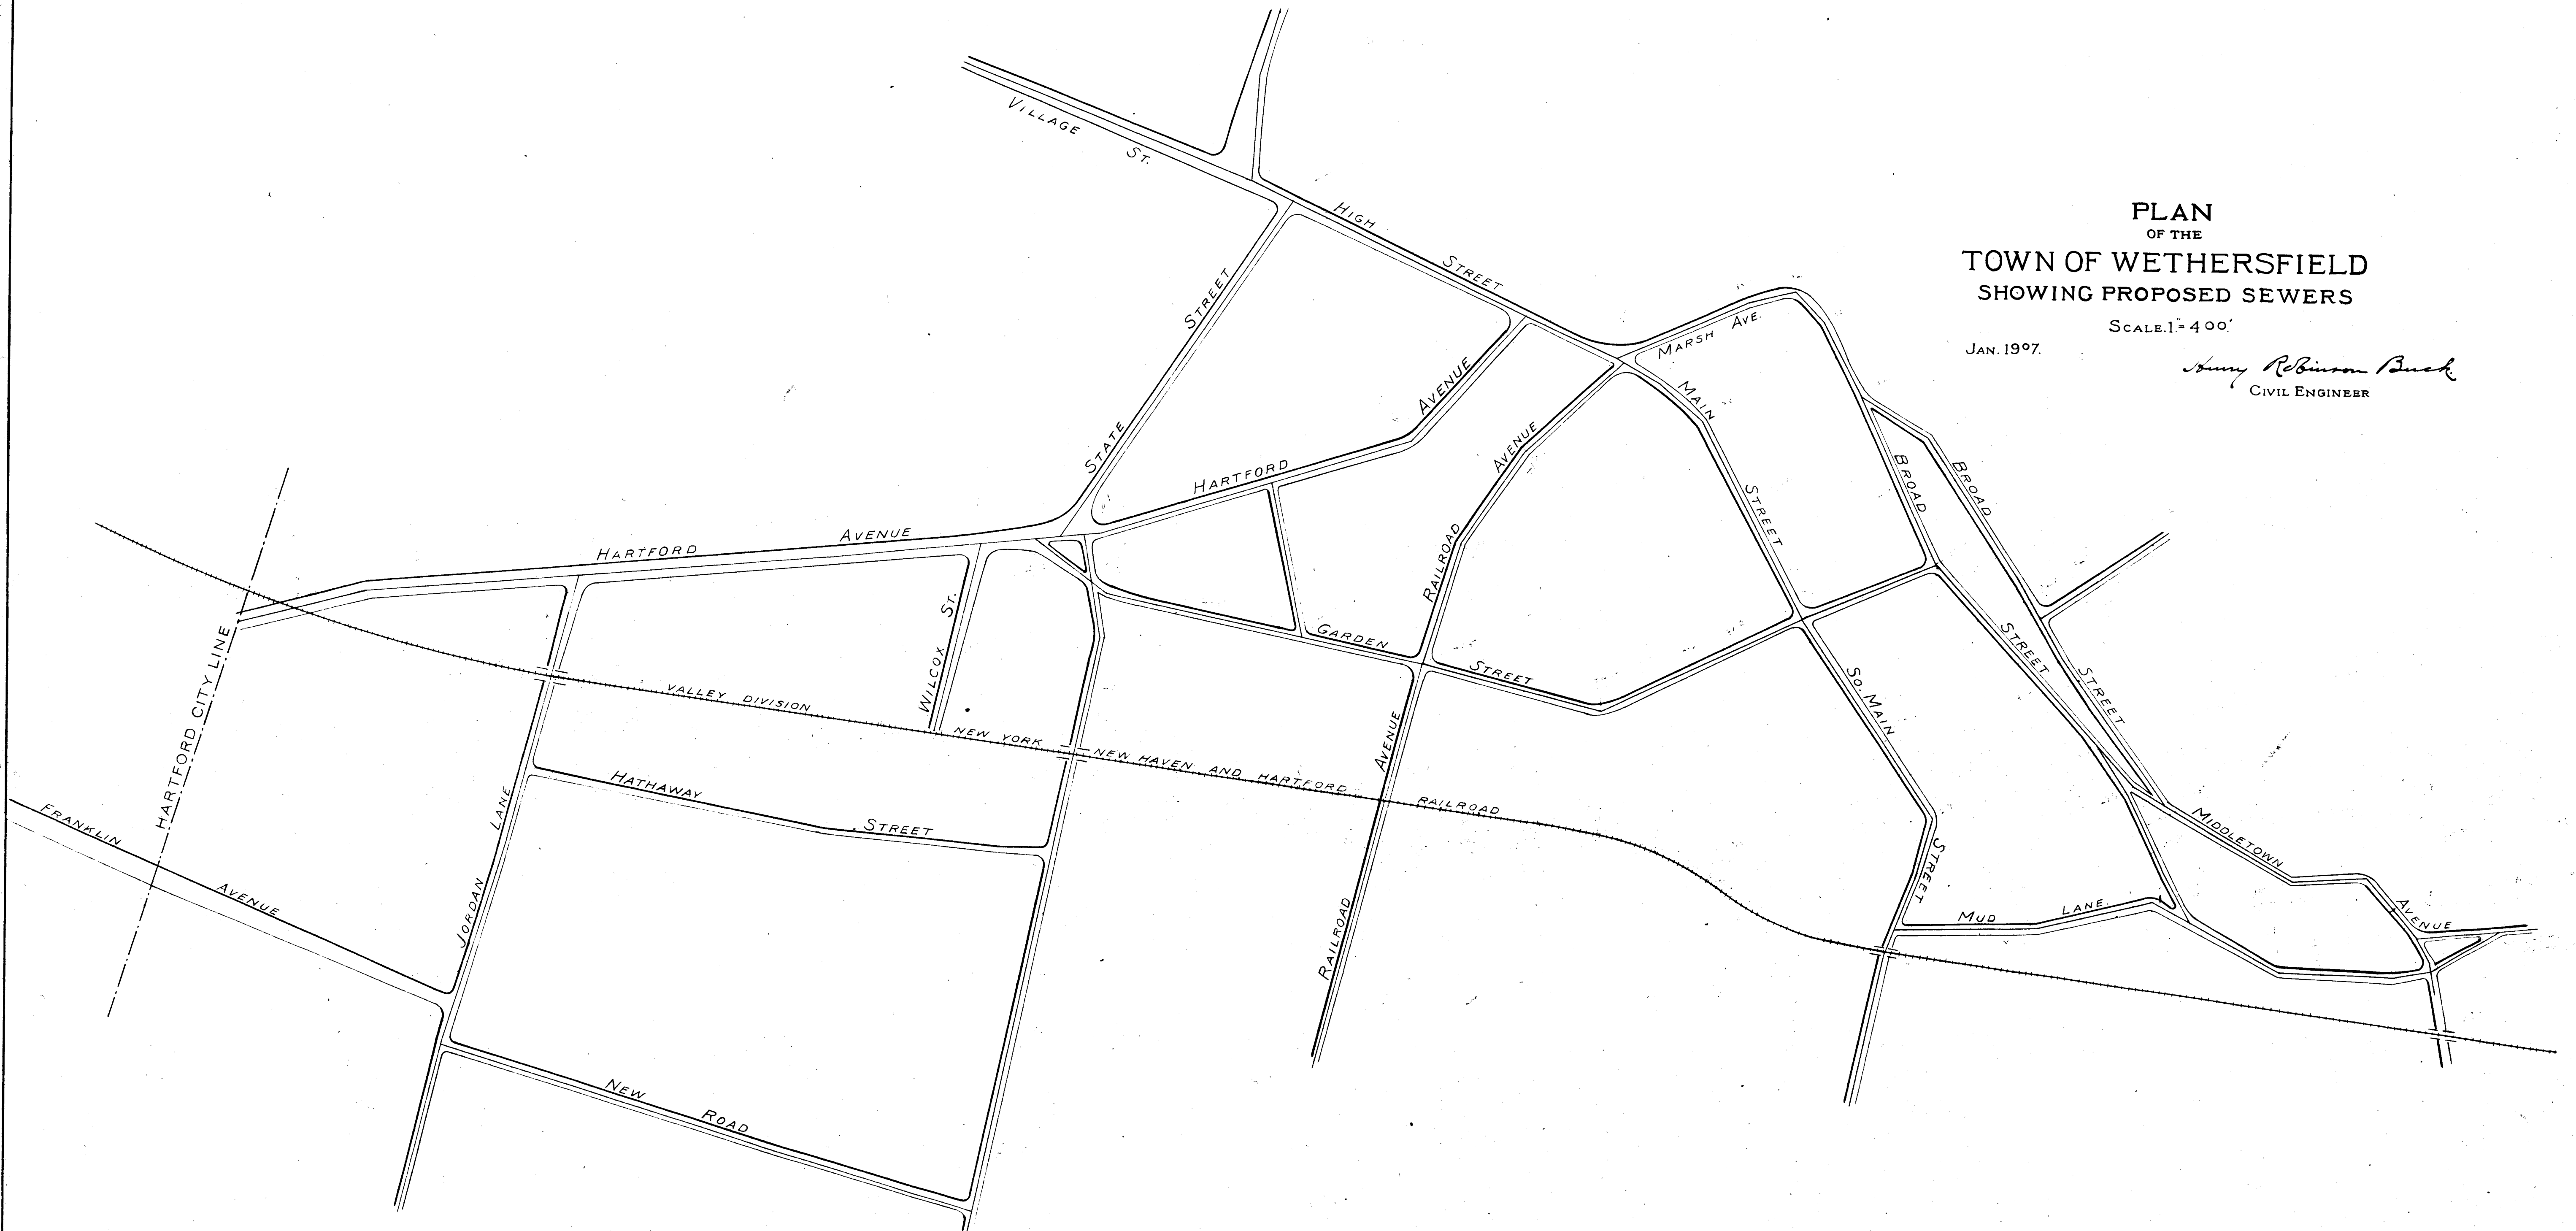 PLAN
OF THE
TOWN OF WETHERSFIELD
SHOWING PROPOSED SEWERS
SCALE.1"=400'
JAN. 1907.
Henry Robinson Buck
CIVIL ENGINEER
VILLAGE ST.
HIGH STREET
STATE STREET
MARSH AVE.
HARTFORD AVENUE
HARTFORD AVENUE
RAILROAD AVENUE
MAIN STREET
BROAD STREET
BROAD STREET
HARTFORD CITY LINE
WILCOX ST.
GARDEN STREET
SO. MAIN STREET
VALLEY DIVISION NEW YORK NEW HAVEN AND HARTFORD RAILROAD
HATHAWAY STREET
JORDAN LANE
FRANKLIN AVENUE
RAILROAD AVENUE
MIDDLETOWN AVENUE
MUD LANE.
NEW ROAD